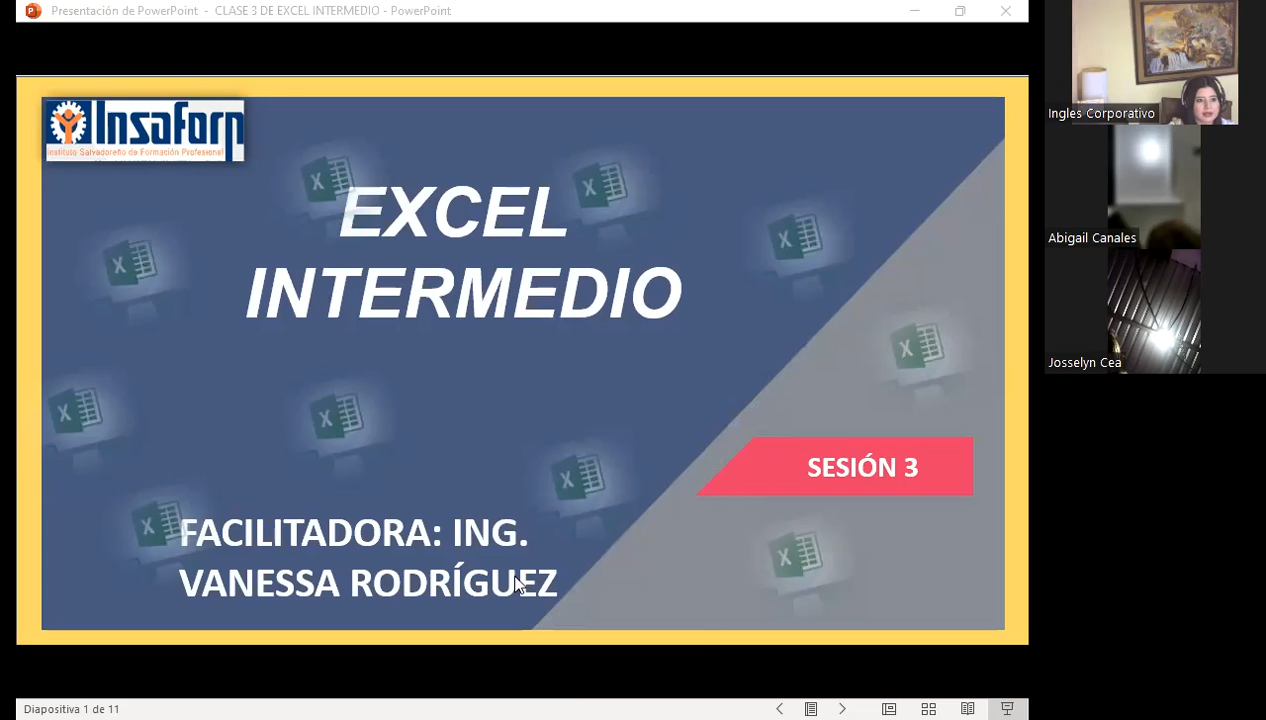 Presentación de PowerPoint - CLASE 3 DE EXCEL INTERMEDIO - PowerPoint
Insaforp
Instituto Salvadoreño de Formación Profesional
EXCEL
INTERMEDIO
SESIÓN 3
FACILITADORA: ING.
VANESSA RODRÍGUEZ
Ingles Corporativo
Abigail Canales
Josselyn Cea
Diapositiva 1 de 11